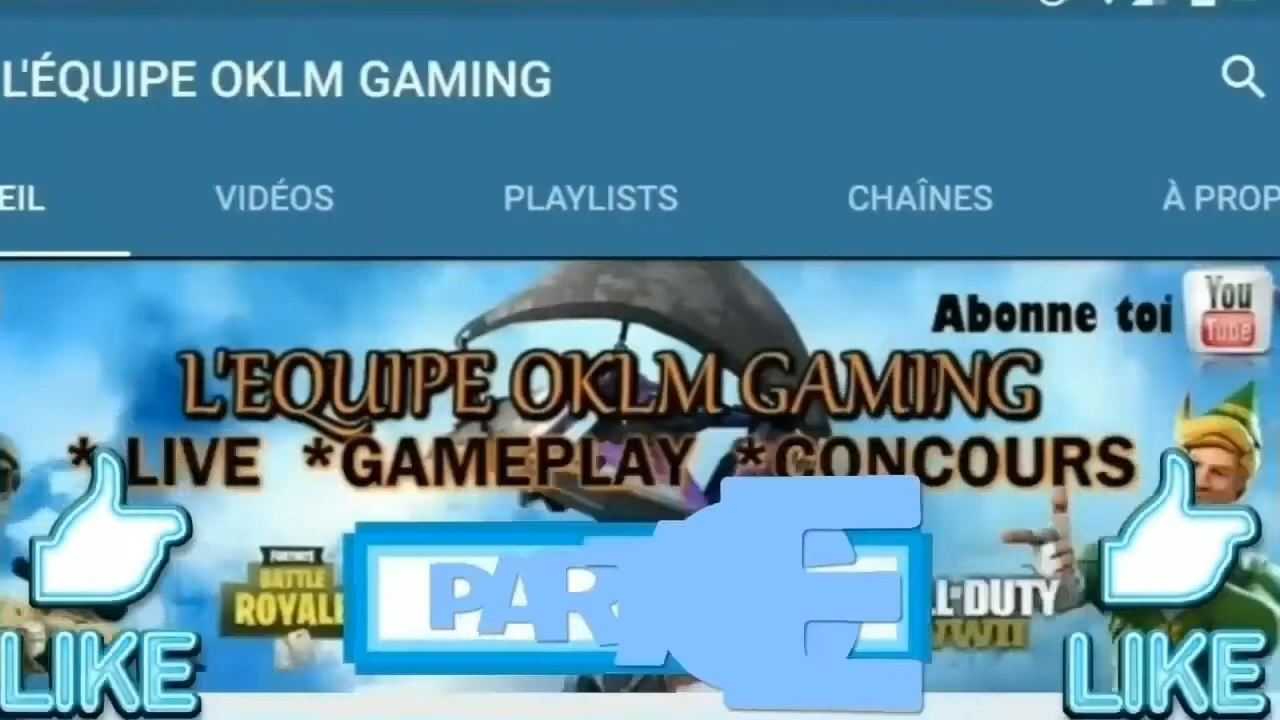 L'ÉQUIPE OKLM GAMING
EIL VIDÉOS PLAYLISTS CHAÎNES À PROP
Abonne toi You Tube
L'EQUIPE OKLM GAMING
* LIVE *GAMEPLAY *CONCOURS
FORTNITE
BATTLE
ROYALE
PAR E
L-DUTY
WWII
LIKE LIKE